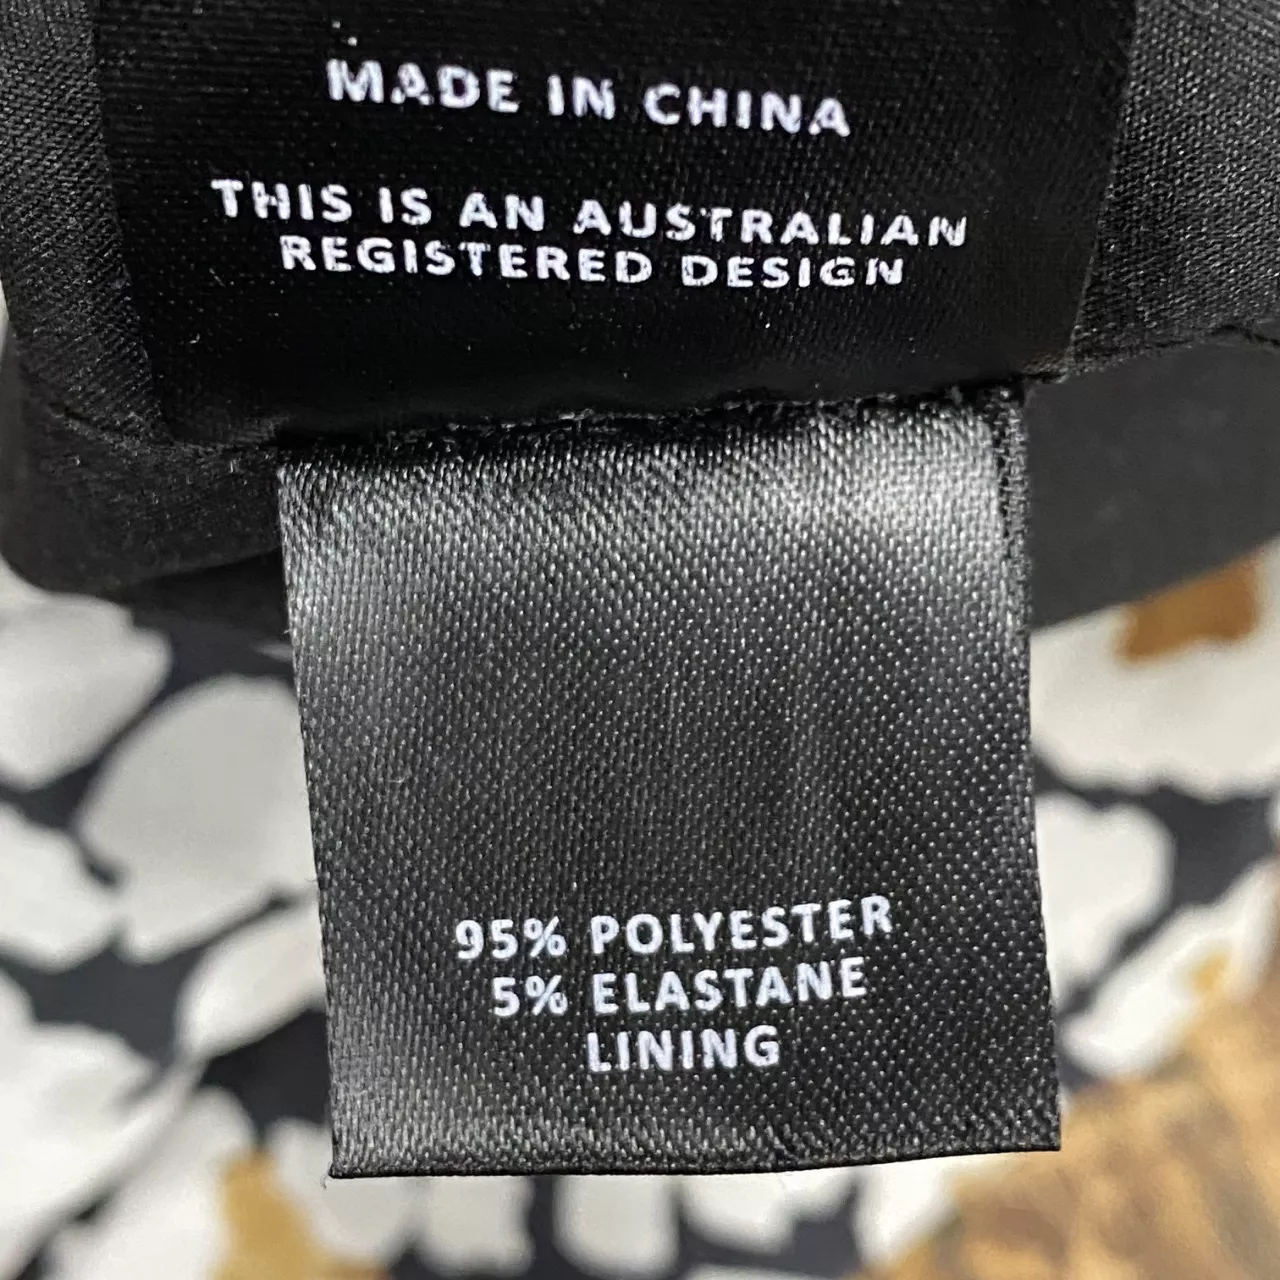 MADE IN CHINA
THIS IS AN AUSTRALIAN
REGISTERED DESIGN
95% POLYESTER
5% ELASTANE
LINING